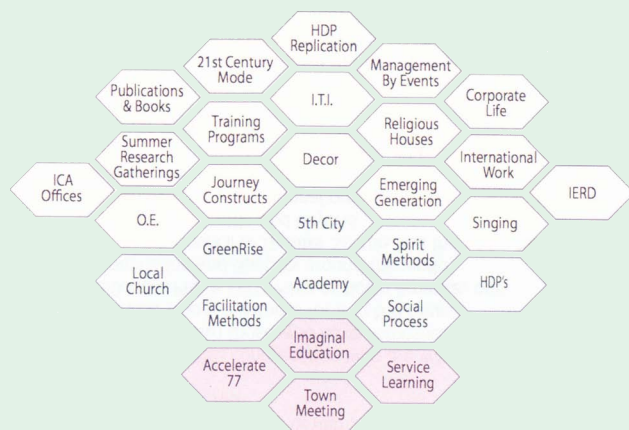 HDP
Replication
21st Century
Mode
Management
By Events
Publications
& Books
I.T.I.
Corporate
Life
Training
Programs
Religious
Houses
Summer
Research
Gatherings
Decor
International
Work
ICA
Offices
Journey
Constructs
Emerging
Generation
IERD
O.E.
5th City
Singing
GreenRise
Spirit
Methods
Local
Church
Academy
HDP's
Facilitation
Methods
Social
Process
Imaginal
Education
Accelerate
77
Service
Learning
Town
Meeting